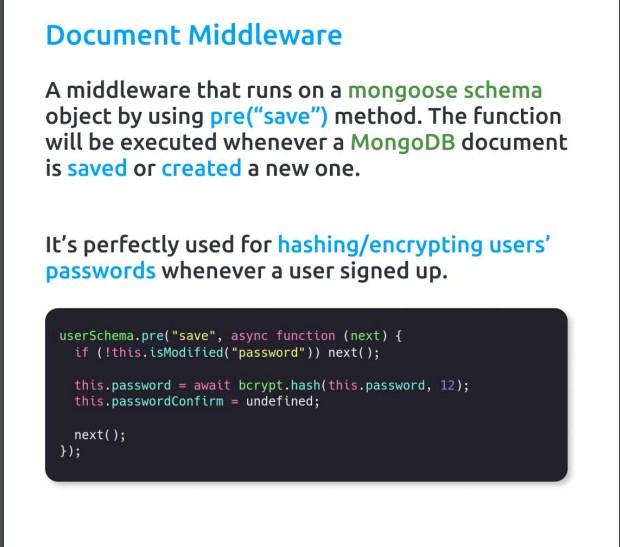 Document Middleware
A middleware that runs on a mongoose schema
object by using pre(“save”) method. The function
will be executed whenever a MongoDB document
is saved or created a new one.
It’s perfectly used for hashing/encrypting users’
passwords whenever a user signed up.
userSchema.pre("save", async function (next) {
  if (!this.isModified("password")) next();
  this.password = await bcrypt.hash(this.password, 12);
  this.passwordConfirm = undefined;
  next();
});